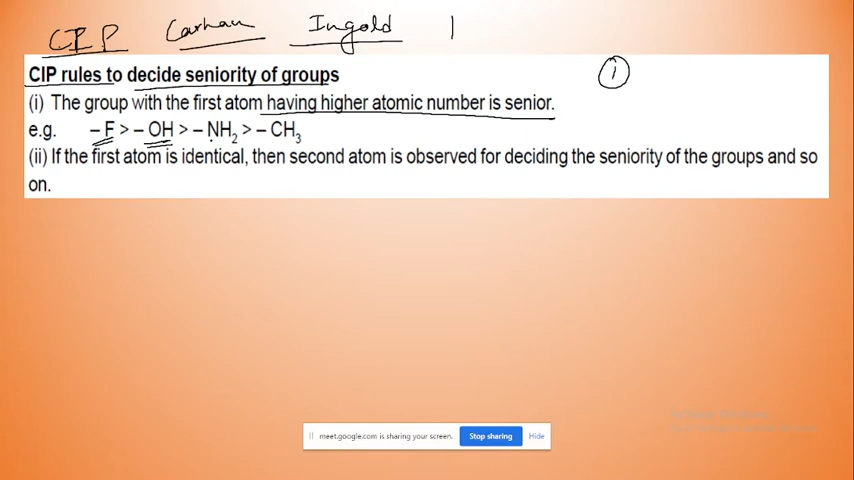 CIP Carhan Ingold
CIP rules to decide seniority of groups
①
(i) The group with the first atom having higher atomic number is senior.
e.g. – F > – OH > – NH₂ > – CH₃
(ii) If the first atom is identical, then second atom is observed for deciding the seniority of the groups and so
on.
meet.google.com is sharing your screen. Stop sharing Hide